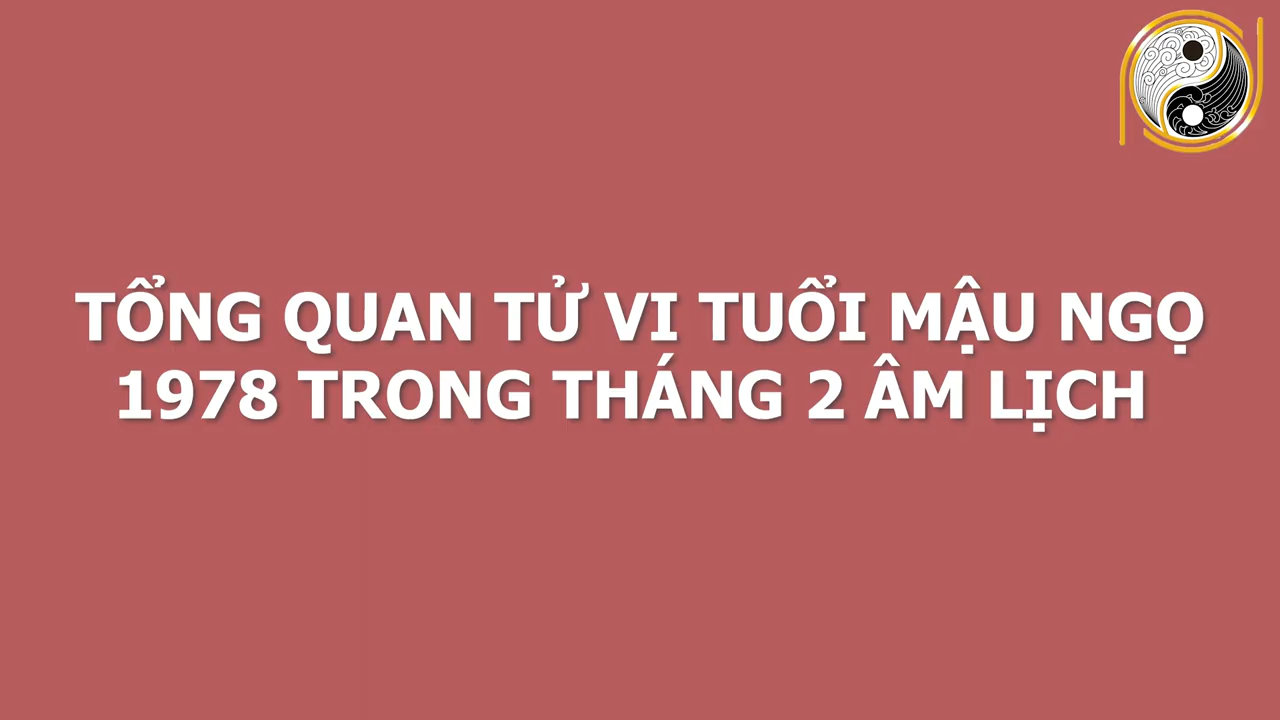 TỔNG QUAN TỬ VI TUỔI MẬU NGỌ
1978 TRONG THÁNG 2 ÂM LỊCH